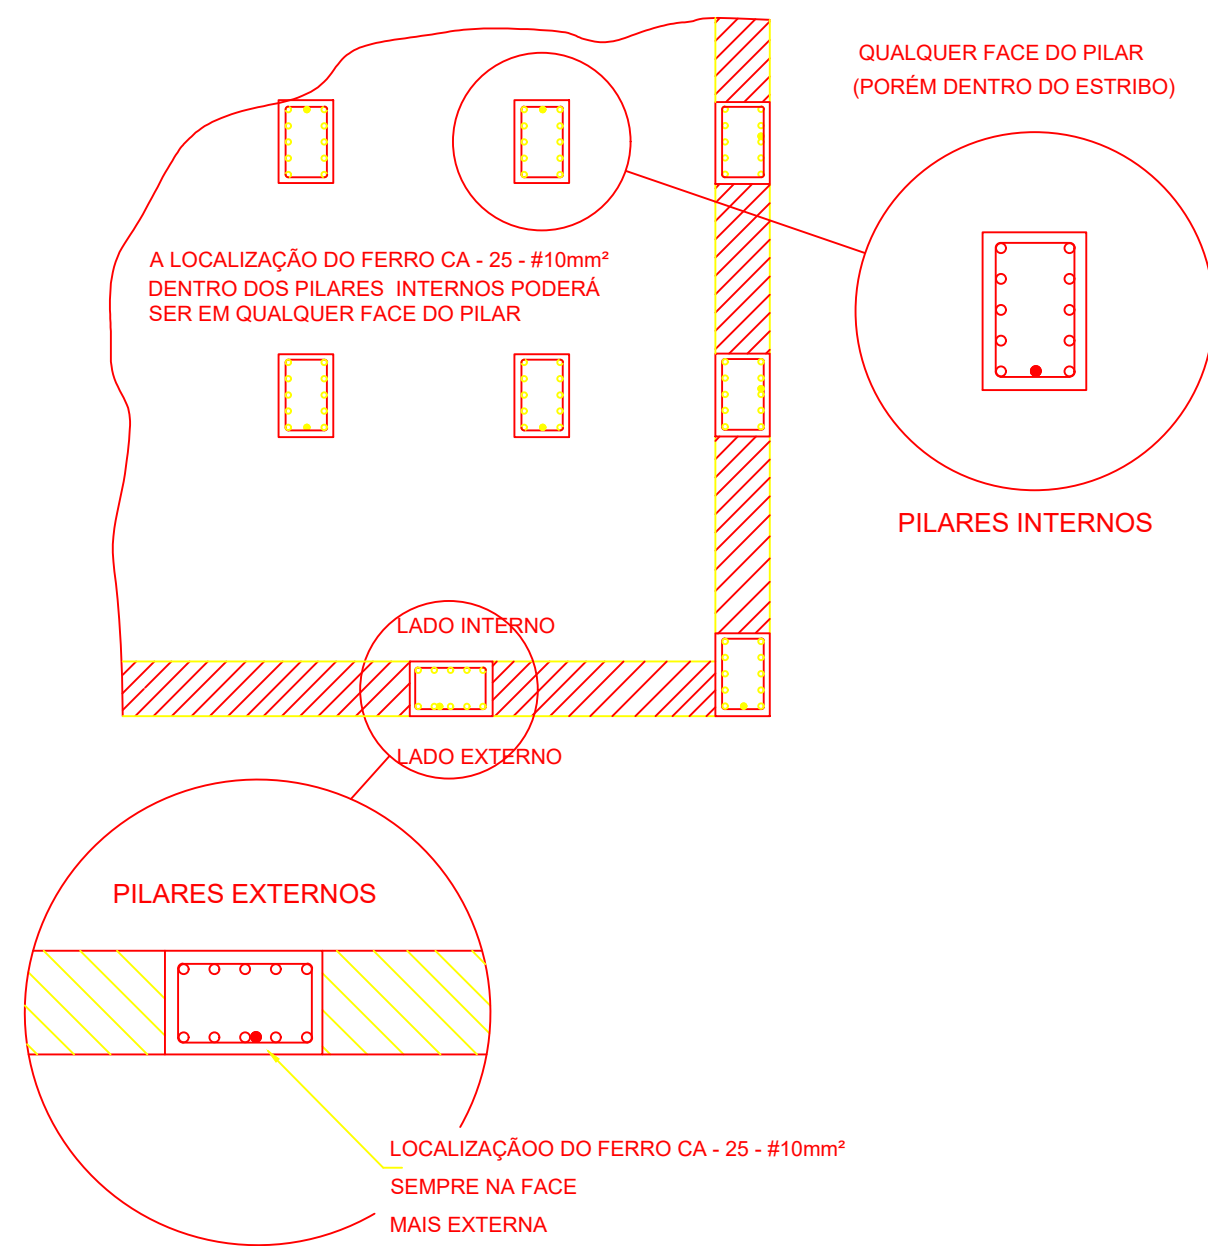 QUALQUER FACE DO PILAR
(PORÉM DENTRO DO ESTRIBO)
A LOCALIZAÇÃO DO FERRO CA - 25 - #10mm²
DENTRO DOS PILARES INTERNOS PODERÁ
SER EM QUALQUER FACE DO PILAR
PILARES INTERNOS
LADO INTERNO
LADO EXTERNO
PILARES EXTERNOS
LOCALIZAÇÃOO DO FERRO CA - 25 - #10mm²
SEMPRE NA FACE
MAIS EXTERNA